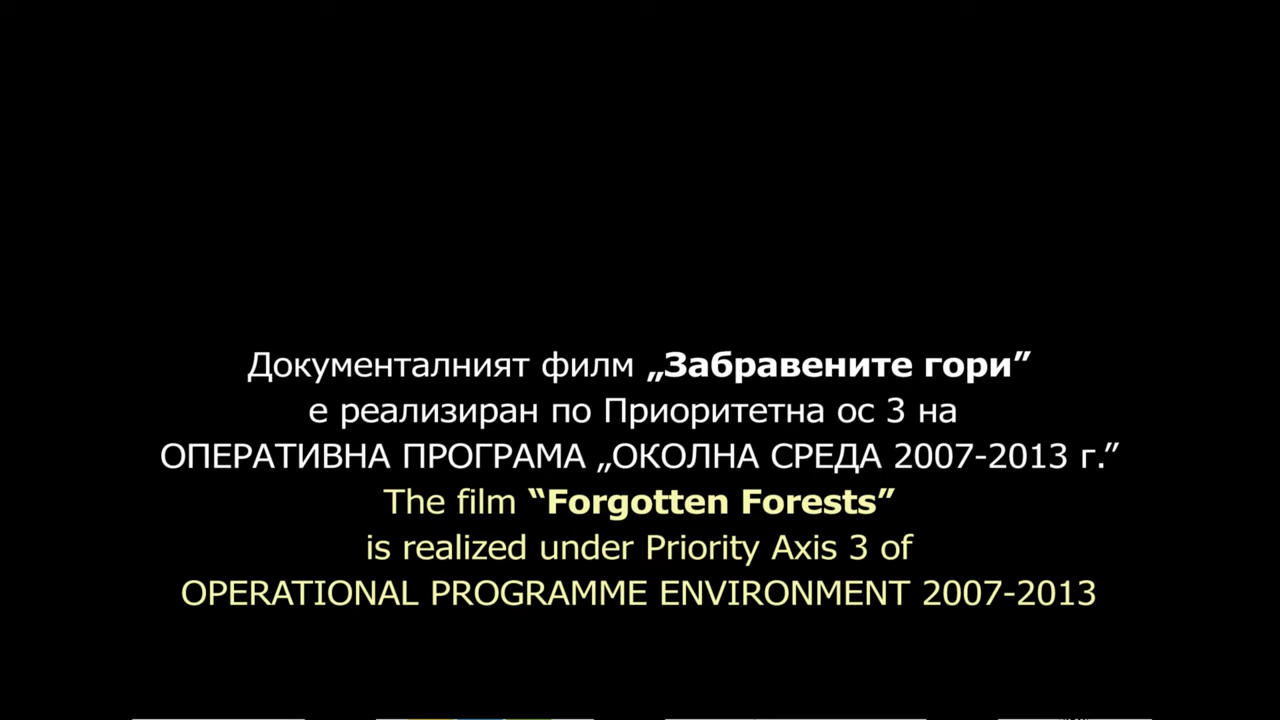 Документалният филм „Забравените гори”
е реализиран по Приоритетна ос 3 на
ОПЕРАТИВНА ПРОГРАМА „ОКОЛНА СРЕДА 2007-2013 г.”
The film “Forgotten Forests”
is realized under Priority Axis 3 of
OPERATIONAL PROGRAMME ENVIRONMENT 2007-2013